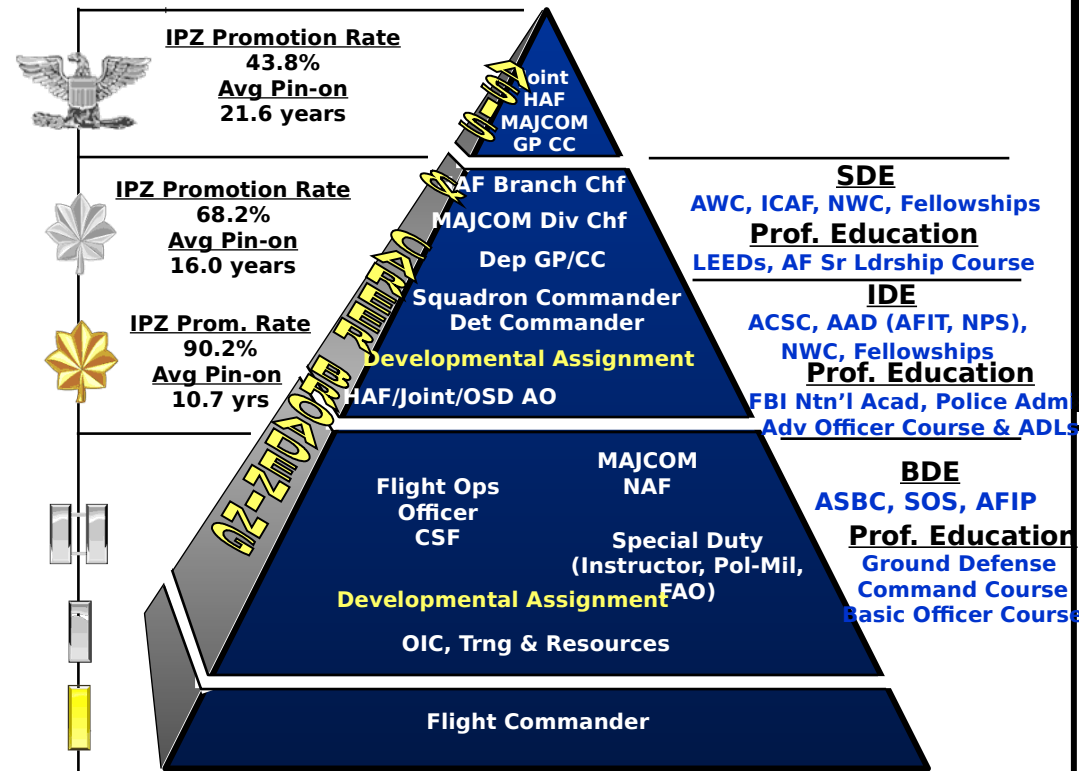 IPZ Promotion Rate
43.8%
Avg Pin-on
21.6 years
IPZ Promotion Rate
68.2%
Avg Pin-on
16.0 years
IPZ Prom. Rate
90.2%
Avg Pin-on
10.7 yrs
OASIS & CAREER BROADENING
Joint
HAF
MAJCOM
GP CC
AF Branch Chf
MAJCOM Div Chf
Dep GP/CC
Squadron Commander
Det Commander
Developmental Assignment
HAF/Joint/OSD AO
MAJCOM
NAF
Flight Ops
Officer
CSF
Special Duty
(Instructor, Pol-Mil,
FAO)
Developmental Assignment
OIC, Trng & Resources
Flight Commander
SDE
AWC, ICAF, NWC, Fellowships
Prof. Education
LEEDs, AF Sr Ldrship Course
IDE
ACSC, AAD (AFIT, NPS),
NWC, Fellowships
Prof. Education
FBI Ntn’l Acad, Police Admi
Adv Officer Course & ADLs
BDE
ASBC, SOS, AFIP
Prof. Education
Ground Defense
Command Course
Basic Officer Course